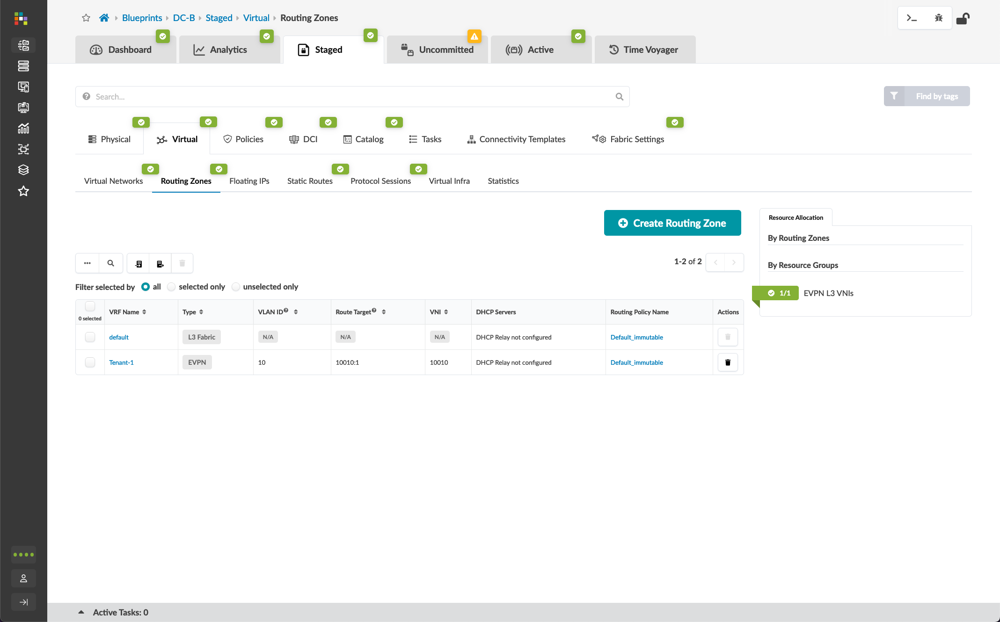 Blueprints DC-B Staged Virtual Routing Zones
Dashboard Analytics Staged Uncommitted Active Time Voyager
Search...
Find by tags
Physical Virtual Policies DCI Catalog Tasks Connectivity Templates Fabric Settings
Virtual Networks Routing Zones Floating IPs Static Routes Protocol Sessions Virtual Infra Statistics
Create Routing Zone
Resource Allocation
By Routing Zones
By Resource Groups
1/1 EVPN L3 VNIs
1-2 of 2
Filter selected by all selected only unselected only
0 selected VRF Name Type VLAN ID Route Target VNI DHCP Servers Routing Policy Name Actions
default L3 Fabric N/A N/A N/A DHCP Relay not configured Default_immutable
Tenant-1 EVPN 10 10010:1 10010 DHCP Relay not configured Default_immutable
Active Tasks: 0